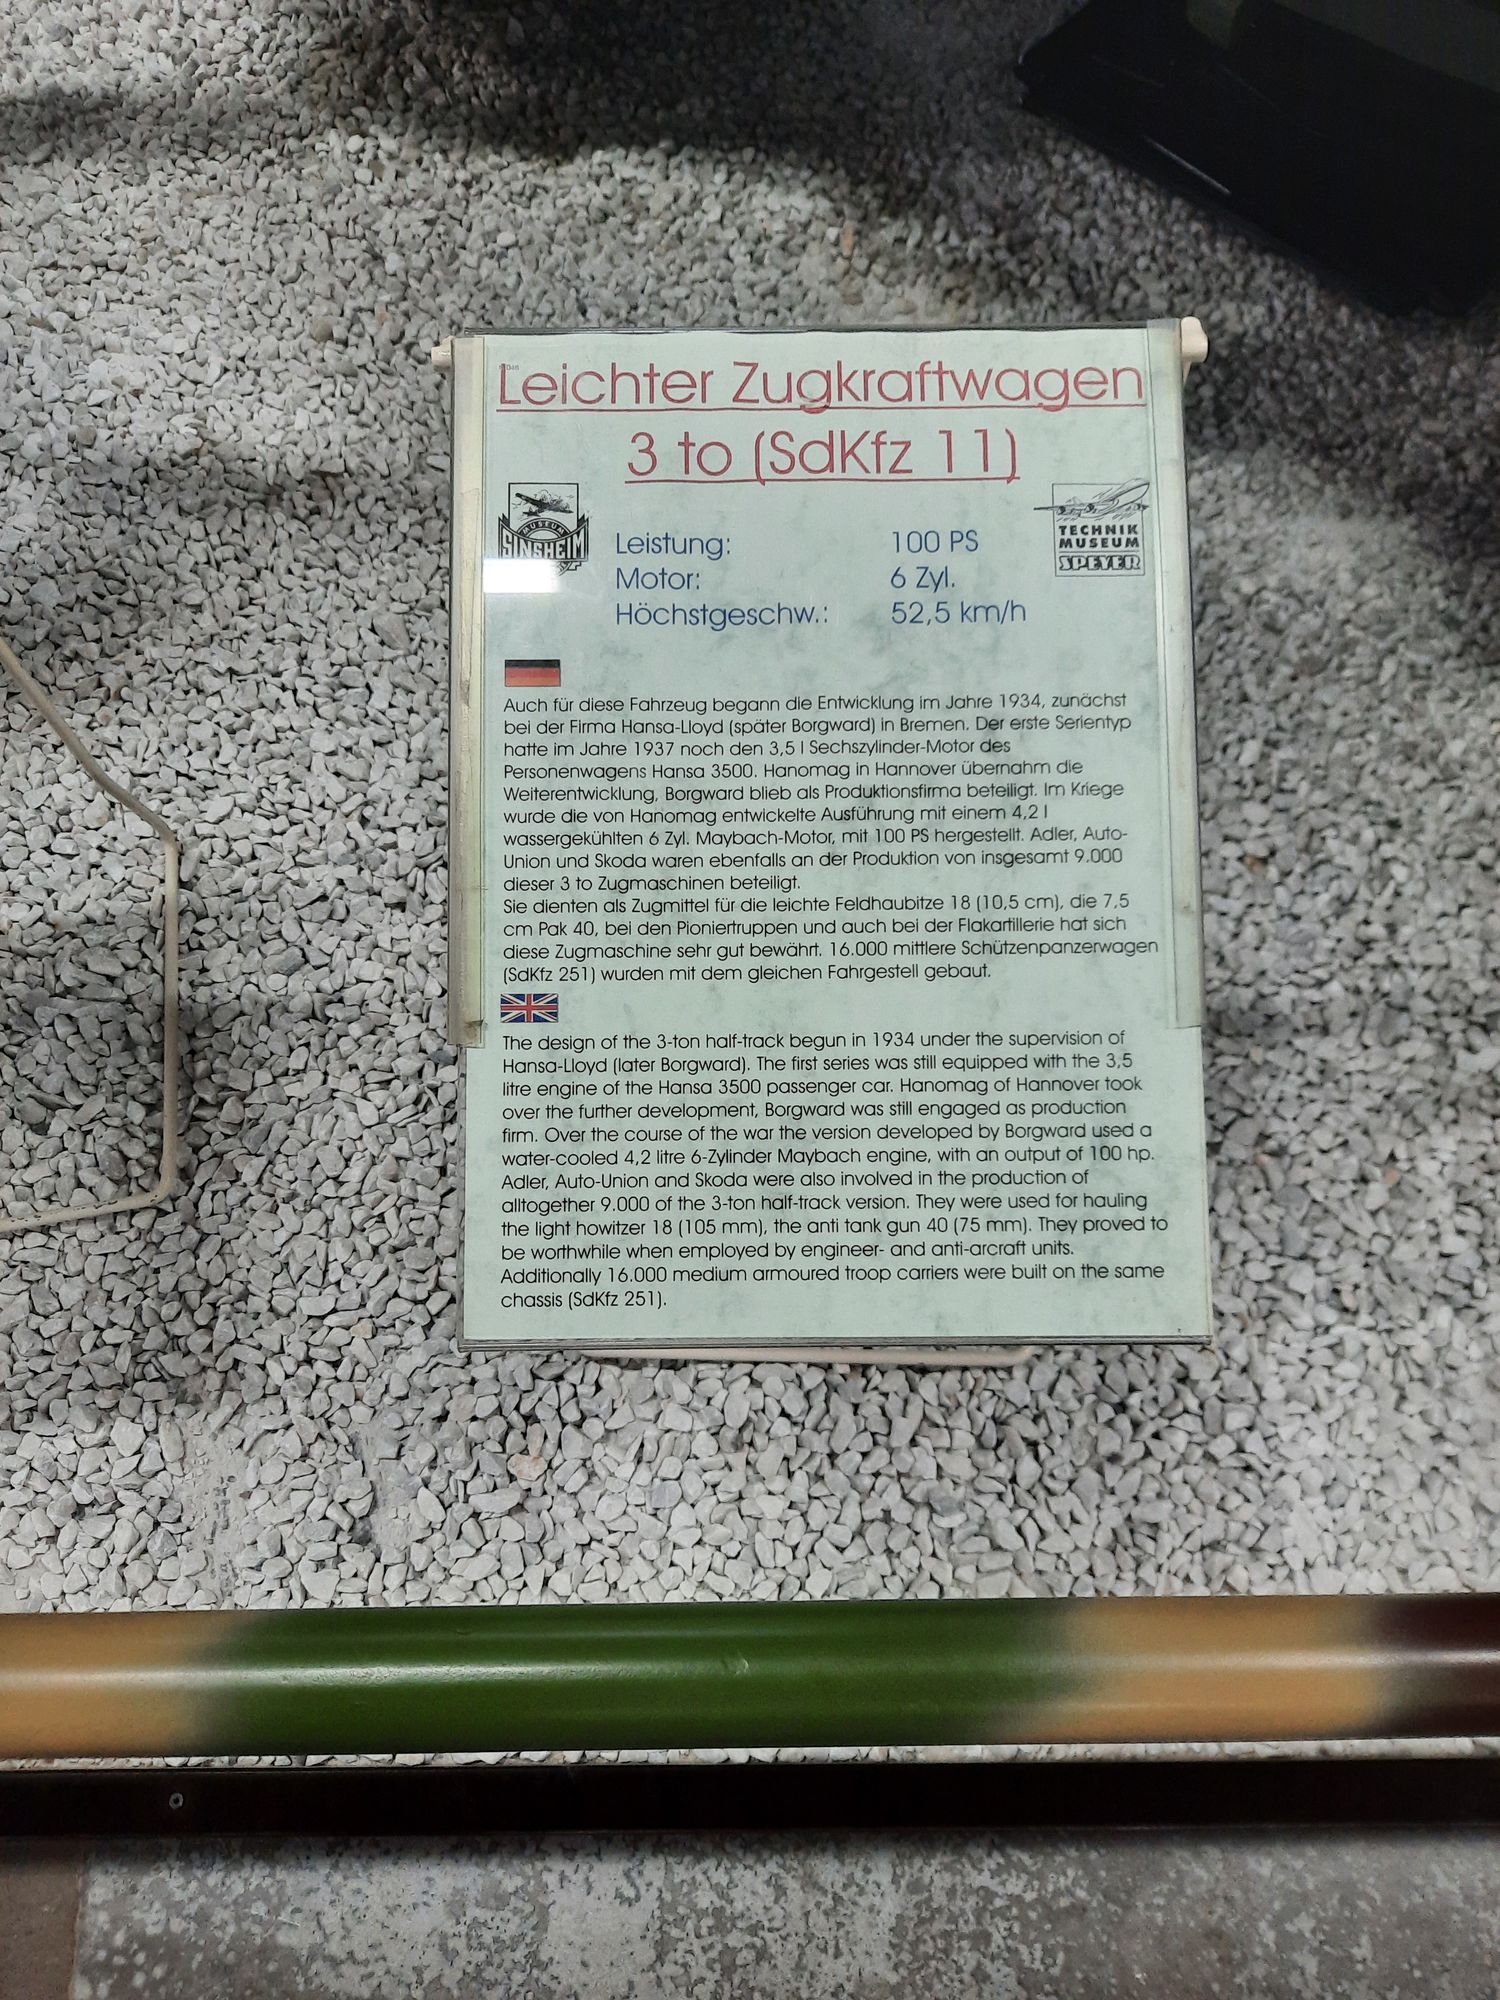 Leichter Zugkraftwagen
3 to (SdKfz 11)
MUSEUM
SINSHEIM
TECHNIK
MUSEUM
SPEYER
Leistung: 100 PS
Motor: 6 Zyl.
Höchstgeschw.: 52,5 km/h
Auch für diese Fahrzeug begann die Entwicklung im Jahre 1934, zunächst
bei der Firma Hansa-Lloyd (später Borgward) in Bremen. Der erste Serientyp
hatte im Jahre 1937 noch den 3,5 l Sechszylinder-Motor des
Personenwagens Hansa 3500. Hanomag in Hannover übernahm die
Weiterentwicklung, Borgward blieb als Produktionsfirma beteiligt. Im Kriege
wurde die von Hanomag entwickelte Ausführung mit einem 4,2 l
wassergekühlten 6 Zyl. Maybach-Motor, mit 100 PS hergestellt. Adler, Auto-
Union und Skoda waren ebenfalls an der Produktion von insgesamt 9.000
dieser 3 to Zugmaschinen beteiligt.
Sie dienten als Zugmittel für die leichte Feldhaubitze 18 (10,5 cm), die 7,5
cm Pak 40, bei den Pioniertruppen und auch bei der Flakartillerie hat sich
diese Zugmaschine sehr gut bewährt. 16.000 mittlere Schützenpanzerwagen
(SdKfz 251) wurden mit dem gleichen Fahrgestell gebaut.
The design of the 3-ton half-track begun in 1934 under the supervision of
Hansa-Lloyd (later Borgward). The first series was still equipped with the 3,5
litre engine of the Hansa 3500 passenger car. Hanomag of Hannover took
over the further development, Borgward was still engaged as production
firm. Over the course of the war the version developed by Borgward used a
water-cooled 4,2 litre 6-Zylinder Maybach engine, with an output of 100 hp.
Adler, Auto-Union and Skoda were also involved in the production of
alltogether 9.000 of the 3-ton half-track version. They were used for hauling
the light howitzer 18 (105 mm), the anti tank gun 40 (75 mm). They proved to
be worthwhile when employed by engineer- and anti-arcraft units.
Additionally 16.000 medium armoured troop carriers were built on the same
chassis (SdKfz 251).